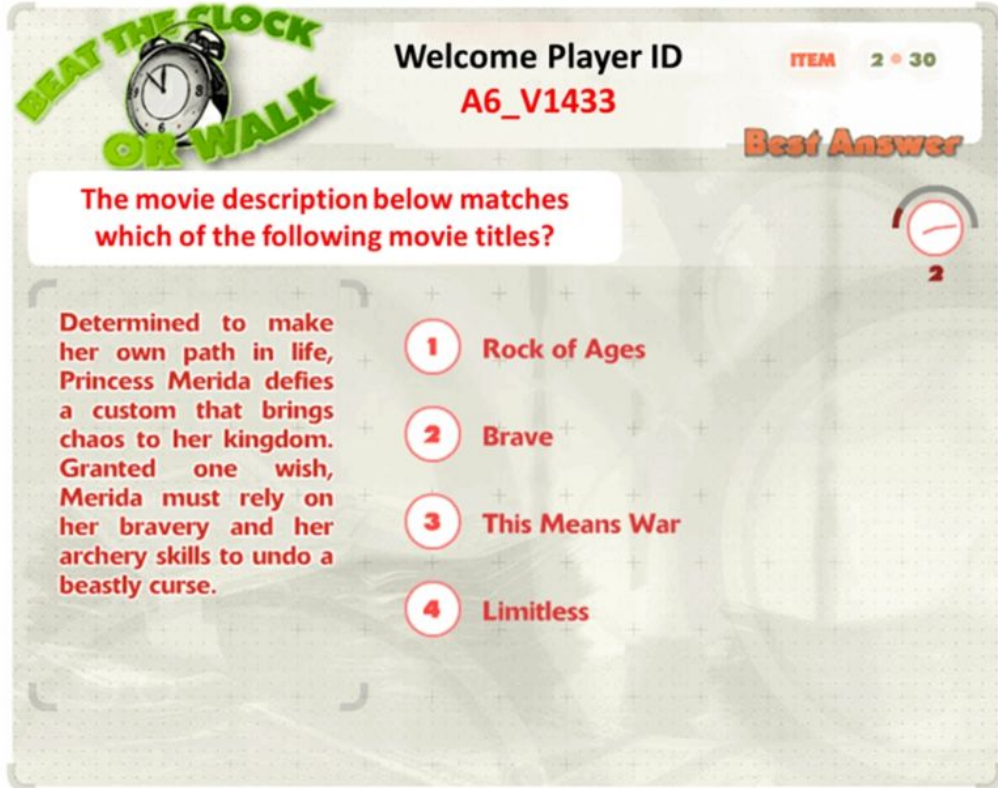 BEAT THE CLOCK
OR WALK
Welcome Player ID
A6_V1433
ITEM 2 • 30
Best Answer
The movie description below matches
which of the following movie titles?
2
Determined to make
her own path in life,
Princess Merida defies
a custom that brings
chaos to her kingdom.
Granted one wish,
Merida must rely on
her bravery and her
archery skills to undo a
beastly curse.
1 Rock of Ages
2 Brave
3 This Means War
4 Limitless